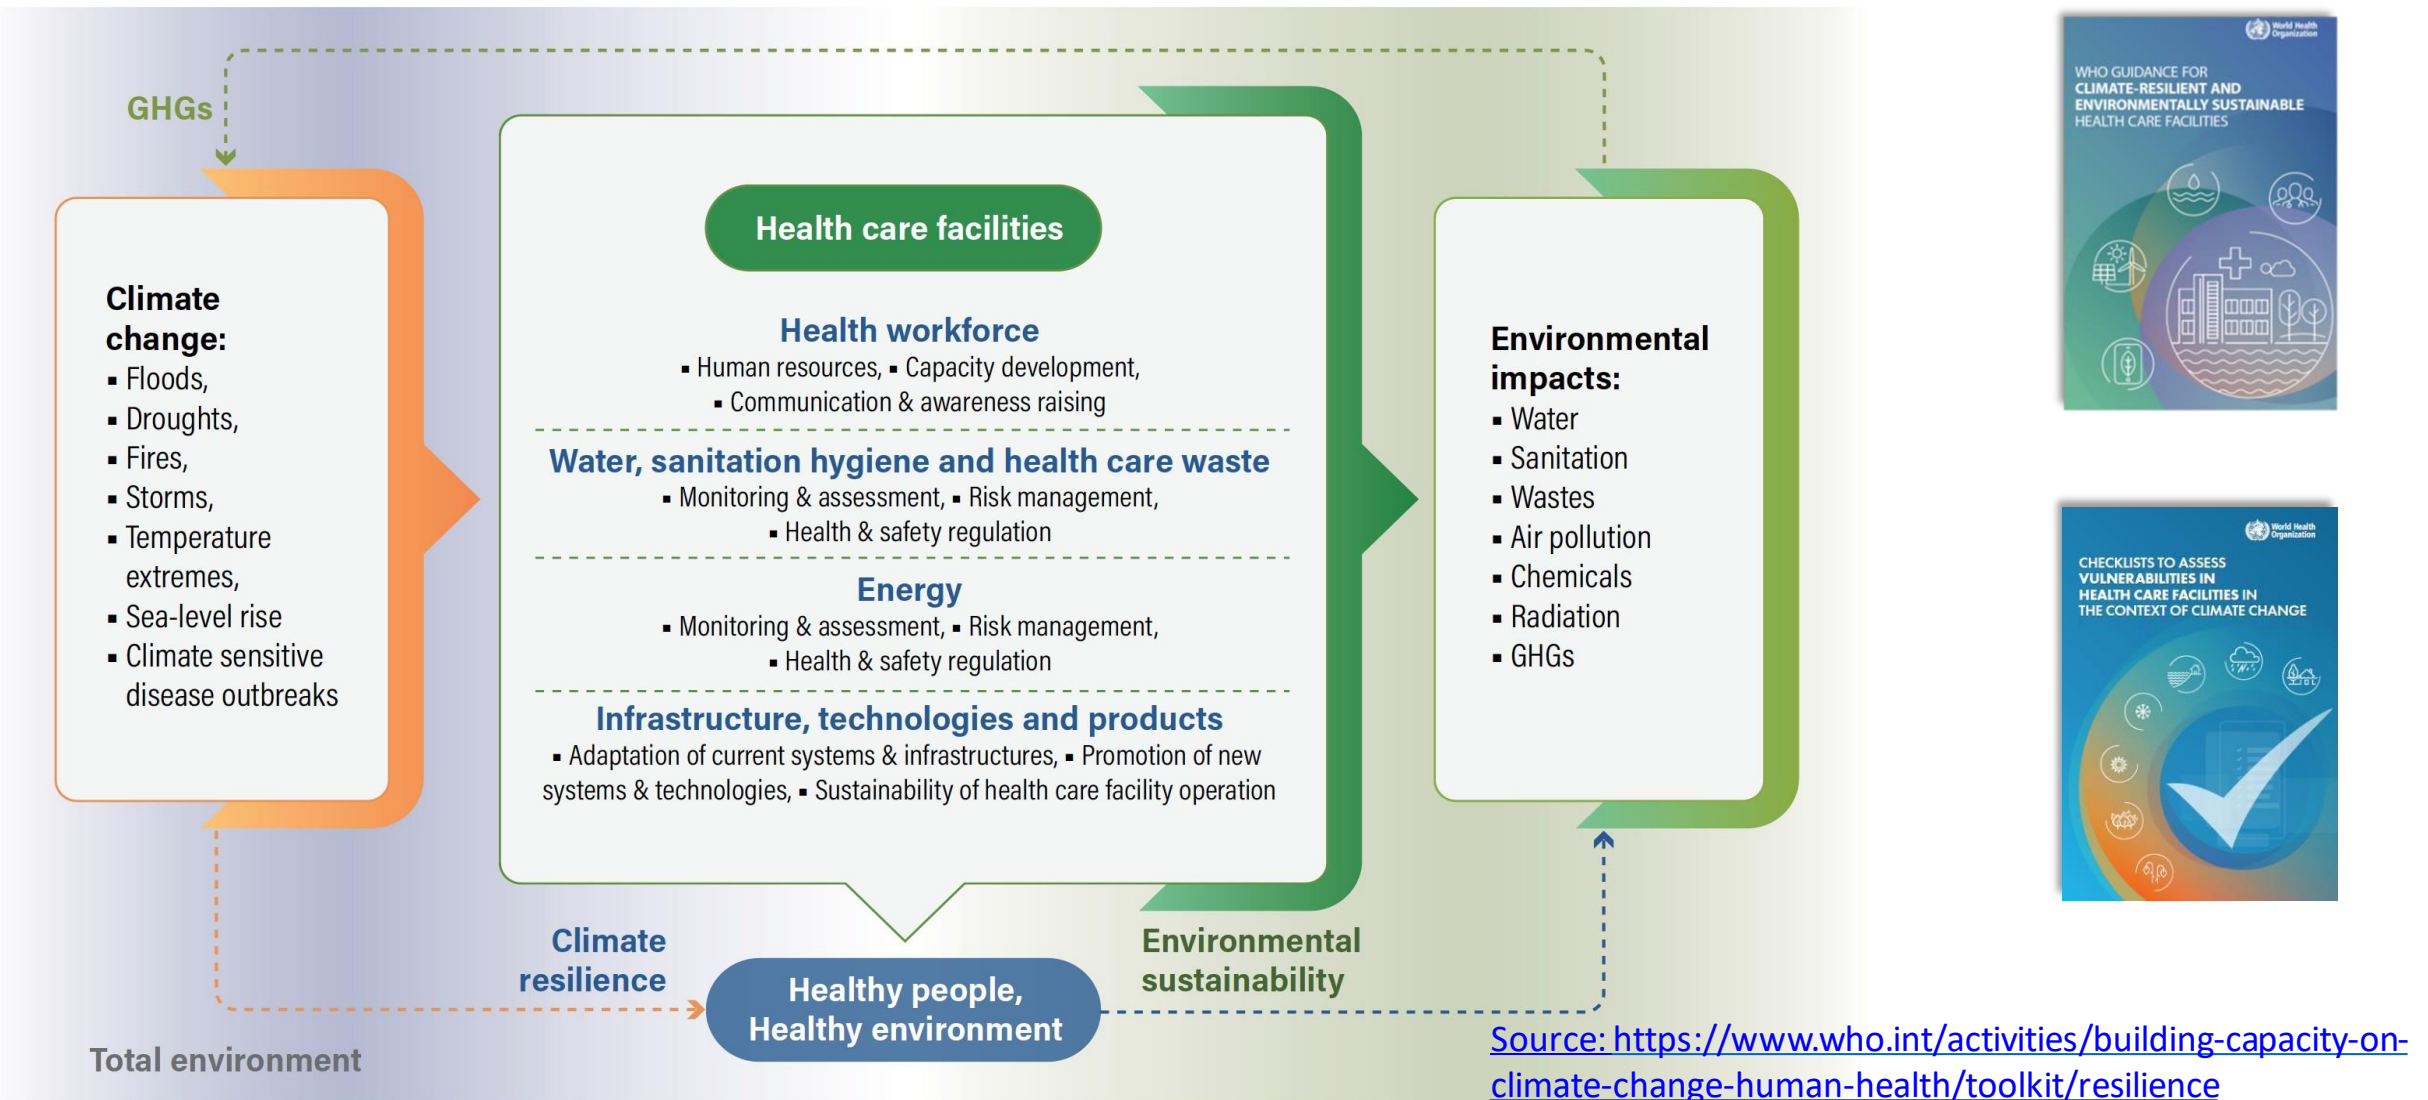 GHGs
Climate
change:
▪ Floods,
▪ Droughts,
▪ Fires,
▪ Storms,
▪ Temperature
extremes,
▪ Sea-level rise
▪ Climate sensitive
disease outbreaks
Health care facilities
Health workforce
▪ Human resources, ▪ Capacity development,
▪ Communication & awareness raising
Water, sanitation hygiene and health care waste
▪ Monitoring & assessment, ▪ Risk management,
▪ Health & safety regulation
Energy
▪ Monitoring & assessment, ▪ Risk management,
▪ Health & safety regulation
Infrastructure, technologies and products
▪ Adaptation of current systems & infrastructures, ▪ Promotion of new
systems & technologies, ▪ Sustainability of health care facility operation
Environmental
impacts:
▪ Water
▪ Sanitation
▪ Wastes
▪ Air pollution
▪ Chemicals
▪ Radiation
▪ GHGs
Climate
resilience
Healthy people,
Healthy environment
Environmental
sustainability
Total environment
World Health
Organization
WHO GUIDANCE FOR
CLIMATE-RESILIENT AND
ENVIRONMENTALLY SUSTAINABLE
HEALTH CARE FACILITIES
World Health
Organization
CHECKLISTS TO ASSESS
VULNERABILITIES IN
HEALTH CARE FACILITIES IN
THE CONTEXT OF CLIMATE CHANGE
Source: https://www.who.int/activities/building-capacity-on-
climate-change-human-health/toolkit/resilience